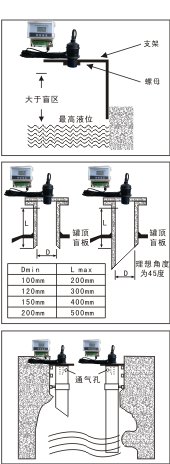 支架
螺母
大于盲区
最高液位
L
L
罐顶
盲板
罐顶
盲板
D
D
理想角度
为45度
Dmin L max
100mm 200mm
120mm 300mm
150mm 400mm
200mm 500mm
通气孔